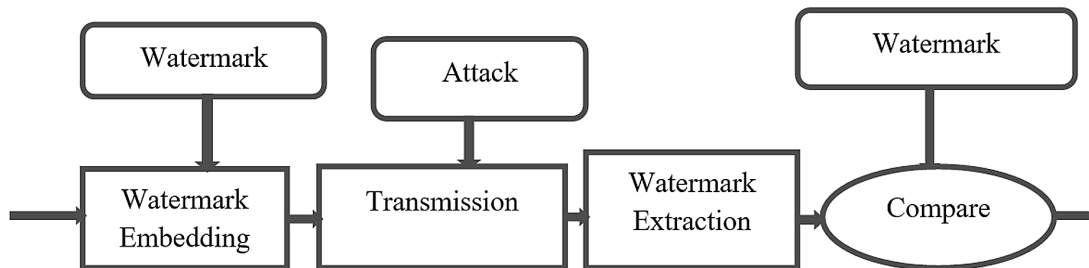 Watermark
Attack
Watermark
Watermark
Embedding
Transmission
Watermark
Extraction
Compare